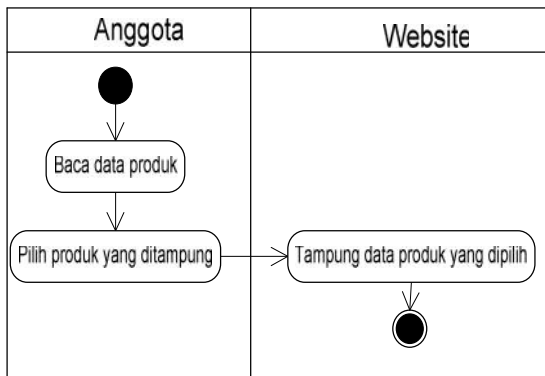 Anggota
Website
Baca data produk
Pilih produk yang ditampung
Tampung data produk yang dipilih